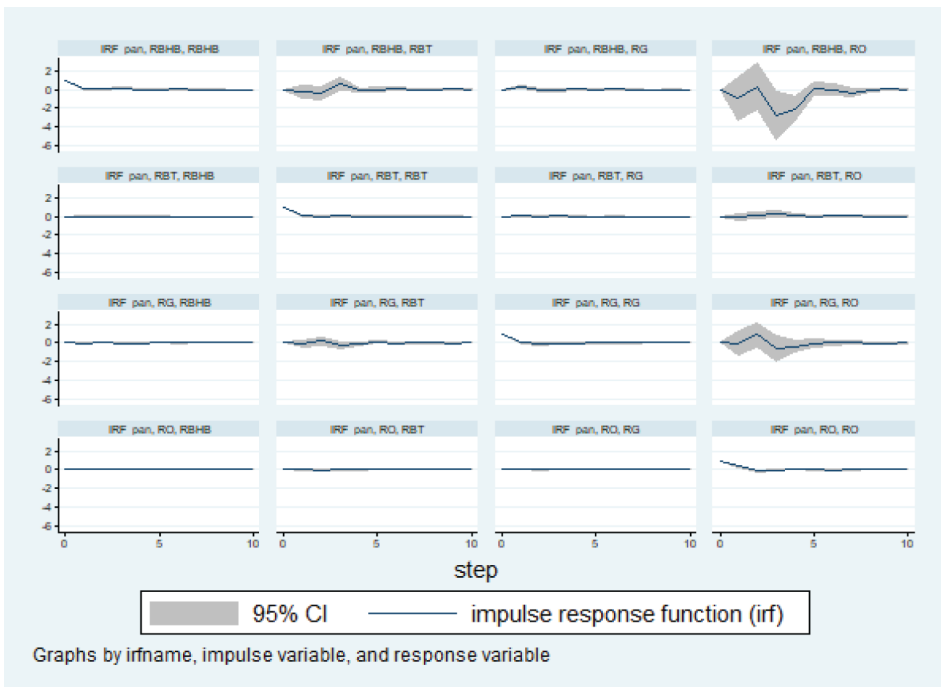 IRF pan, RBHB, RBHB IRF pan, RBHB, RBT IRF pan, RBHB, RG IRF pan, RBHB, RO
2
0
-2
-4
-6
IRF pan, RBT, RBHB IRF pan, RBT, RBT IRF pan, RBT, RG IRF pan, RBT, RO
2
0
-2
-4
-6
IRF pan, RG, RBHB IRF pan, RG, RBT IRF pan, RG, RG IRF pan, RG, RO
2
0
-2
-4
-6
IRF pan, RO, RBHB IRF pan, RO, RBT IRF pan, RO, RG IRF pan, RO, RO
2
0
-2
-4
-6
0 5 10 0 5 10 0 5 10 0 5 10
step
95% CI impulse response function (irf)
Graphs by irfname, impulse variable, and response variable